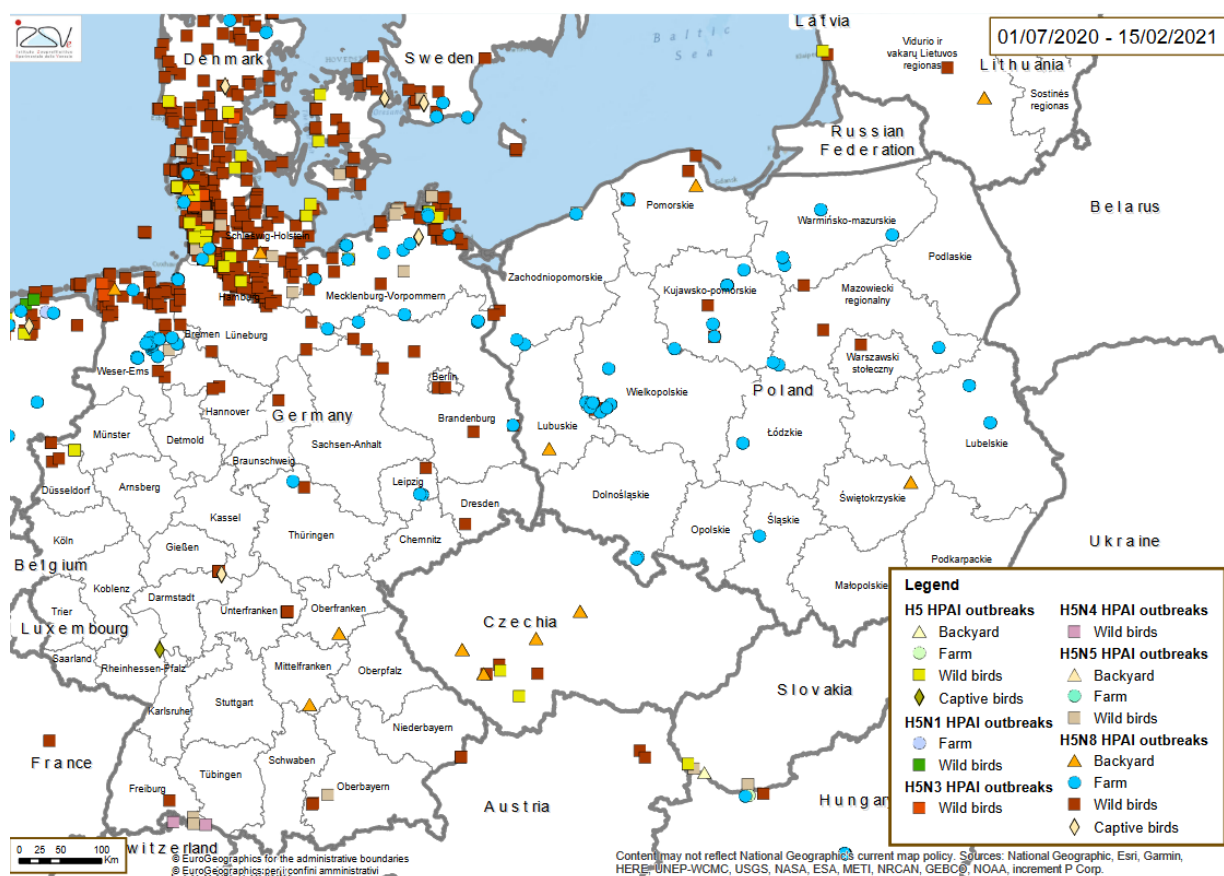 IZSVe
01/07/2020 - 15/02/2021
Latvia
Denmark
Sweden
Baltic
Sea
Vidurio ir
vakarų Lietuvos
regionas
Lithuania
Sostinės
regionas
Russian
Federation
Belarus
Pomorskie
Warmińsko-mazurskie
Schleswig-Holstein
Podlaskie
Zachodniopomorskie
Mazowiecki
regionalny
Kujawsko-pomorskie
Hamburg
Mecklenburg-Vorpommern
Bremen
Lüneburg
Warszawski
stołeczny
Weser-Ems
Berlin
Wielkopolskie
Poland
Hannover
Germany
Brandenburg
Lubuskie
Łódzkie
Lubelskie
Münster
Detmold
Sachsen-Anhalt
Braunschweig
Düsseldorf
Arnsberg
Leipzig
Dolnośląskie
Świętokrzyskie
Kassel
Dresden
Köln
Thüringen
Chemnitz
Opolskie
Śląskie
Ukraine
Gießen
Belgium
Podkarpackie
Małopolskie
Koblenz
Darmstadt
Trier
Unterfranken
Oberfranken
Luxembourg
Czechia
Saarland
Rheinhessen-Pfalz
Mittelfranken
Oberpfalz
Slovakia
Karlsruhe
Stuttgart
Niederbayern
France
Schwaben
Tübingen
Oberbayern
Freiburg
Austria
Hungary
Switzerland
Legend
H5 HPAI outbreaks
Backyard
Farm
Wild birds
Captive birds
H5N1 HPAI outbreaks
Farm
Wild birds
H5N3 HPAI outbreaks
Wild birds
H5N4 HPAI outbreaks
Wild birds
H5N5 HPAI outbreaks
Backyard
Farm
Wild birds
H5N8 HPAI outbreaks
Backyard
Farm
Wild birds
Captive birds
0 25 50 100
Km
© EuroGeographics for the administrative boundaries
© EuroGeographics per i confini amministrativi
Content may not reflect National Geographic's current map policy. Sources: National Geographic, Esri, Garmin,
HERE, UNEP-WCMC, USGS, NASA, ESA, METI, NRCAN, GEBCO, NOAA, increment P Corp.